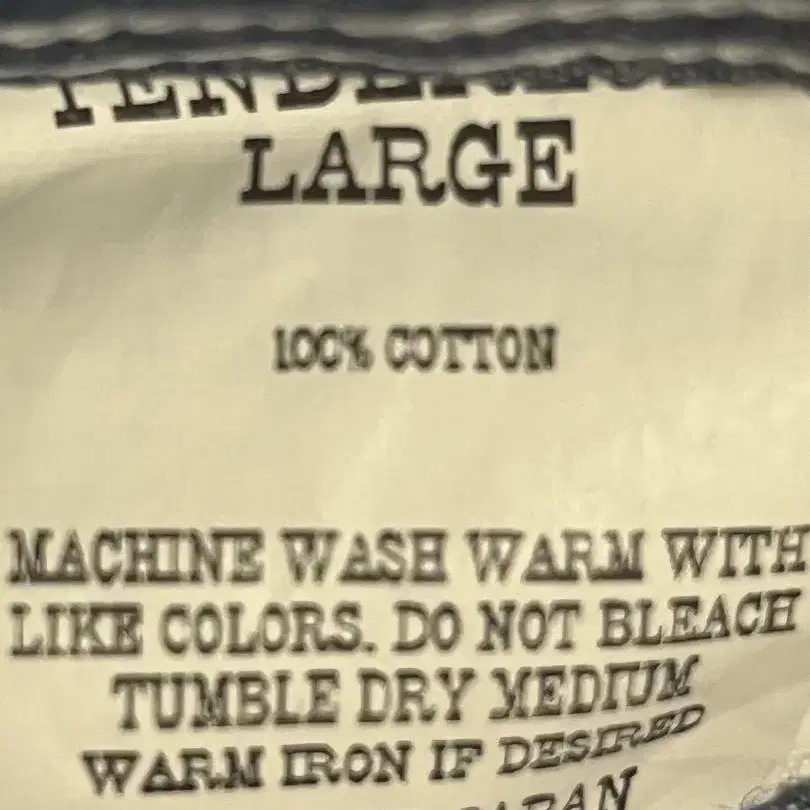 LARGE
100% COTTON
MACHINE WASH WARM WITH
LIKE COLORS. DO NOT BLEACH
TUMBLE DRY MEDIUM
WARM IRON IF DESIRED